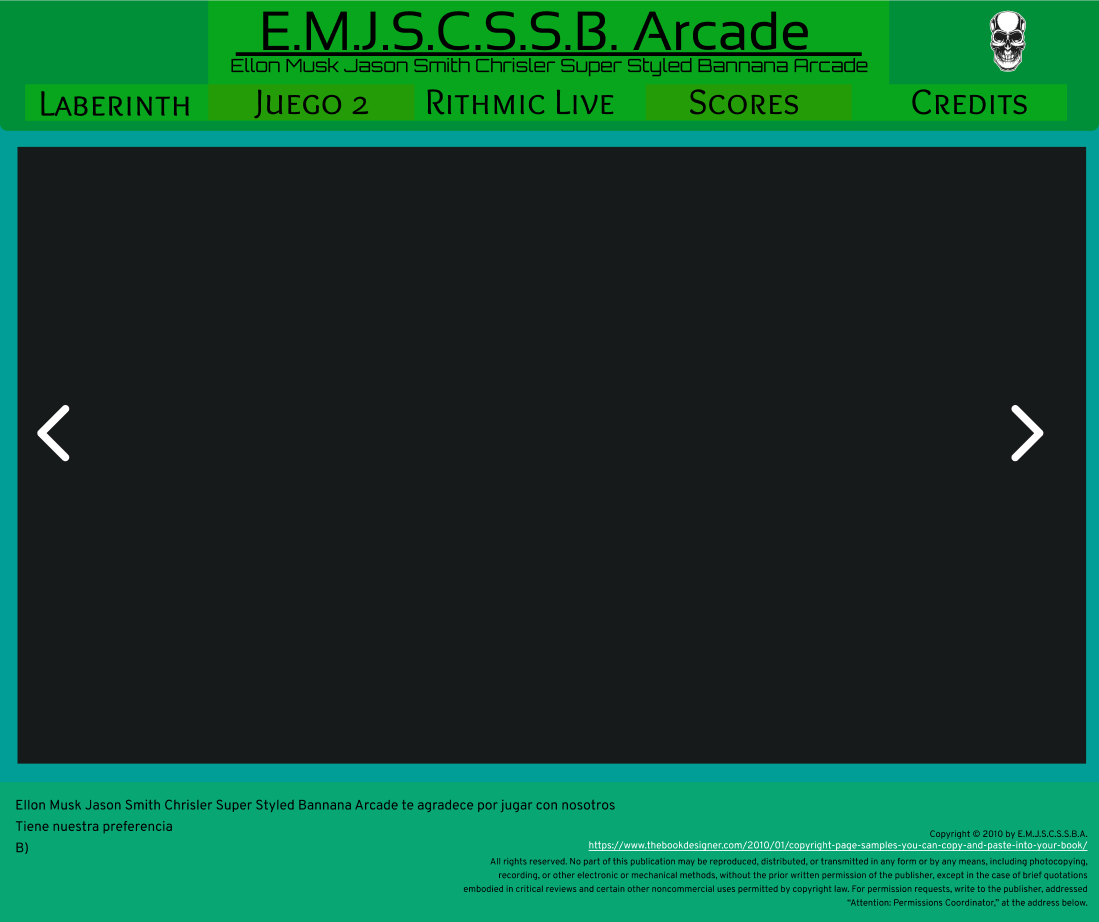 E.M.J.S.C.S.S.B. Arcade
Ellon Musk Jason Smith Chrisler Super Styled Bannana Arcade
Laberinth Juego 2 Rithmic Live Scores Credits
Ellon Musk Jason Smith Chrisler Super Styled Bannana Arcade te agradece por jugar con nosotros
Tiene nuestra preferencia
B)
Copyright © 2010 by E.M.J.S.C.S.S.B.A.
https://www.thebookdesigner.com/2010/01/copyright-page-samples-you-can-copy-and-paste-into-your-book/
All rights reserved. No part of this publication may be reproduced, distributed, or transmitted in any form or by any means, including photocopying,
recording, or other electronic or mechanical methods, without the prior written permission of the publisher, except in the case of brief quotations
embodied in critical reviews and certain other noncommercial uses permitted by copyright law. For permission requests, write to the publisher, addressed
“Attention: Permissions Coordinator,” at the address below.